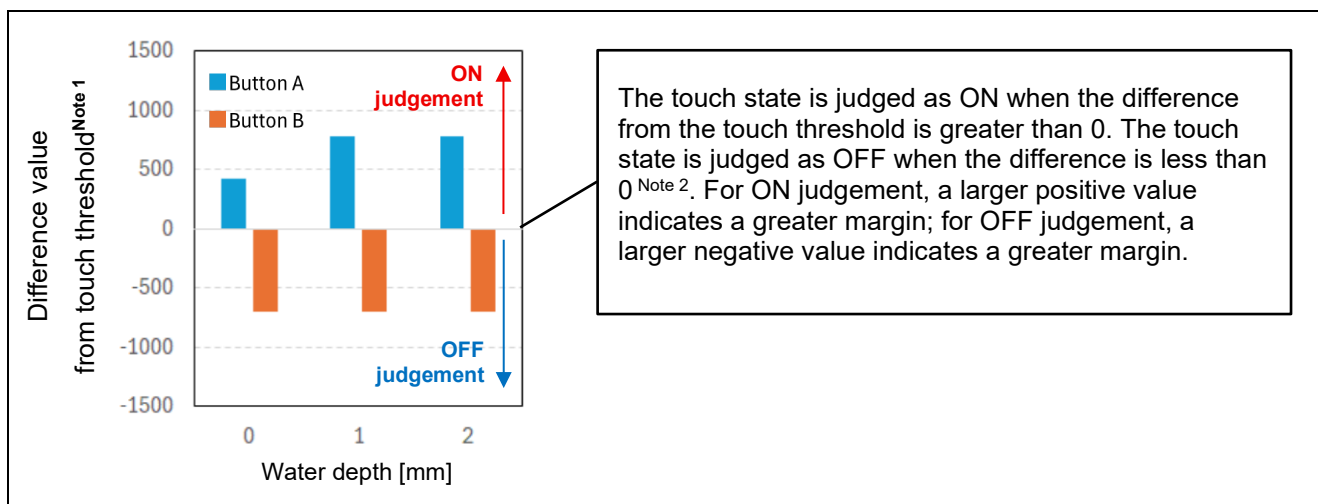 Difference value
from touch threshold Note 1
1500
1000
500
0
-500
-1000
-1500
Button A
Button B
ON
judgement
OFF
judgement
0 1 2
Water depth [mm]
The touch state is judged as ON when the difference
from the touch threshold is greater than 0. The touch
state is judged as OFF when the difference is less than
0 Note 2. For ON judgement, a larger positive value
indicates a greater margin; for OFF judgement, a
larger negative value indicates a greater margin.